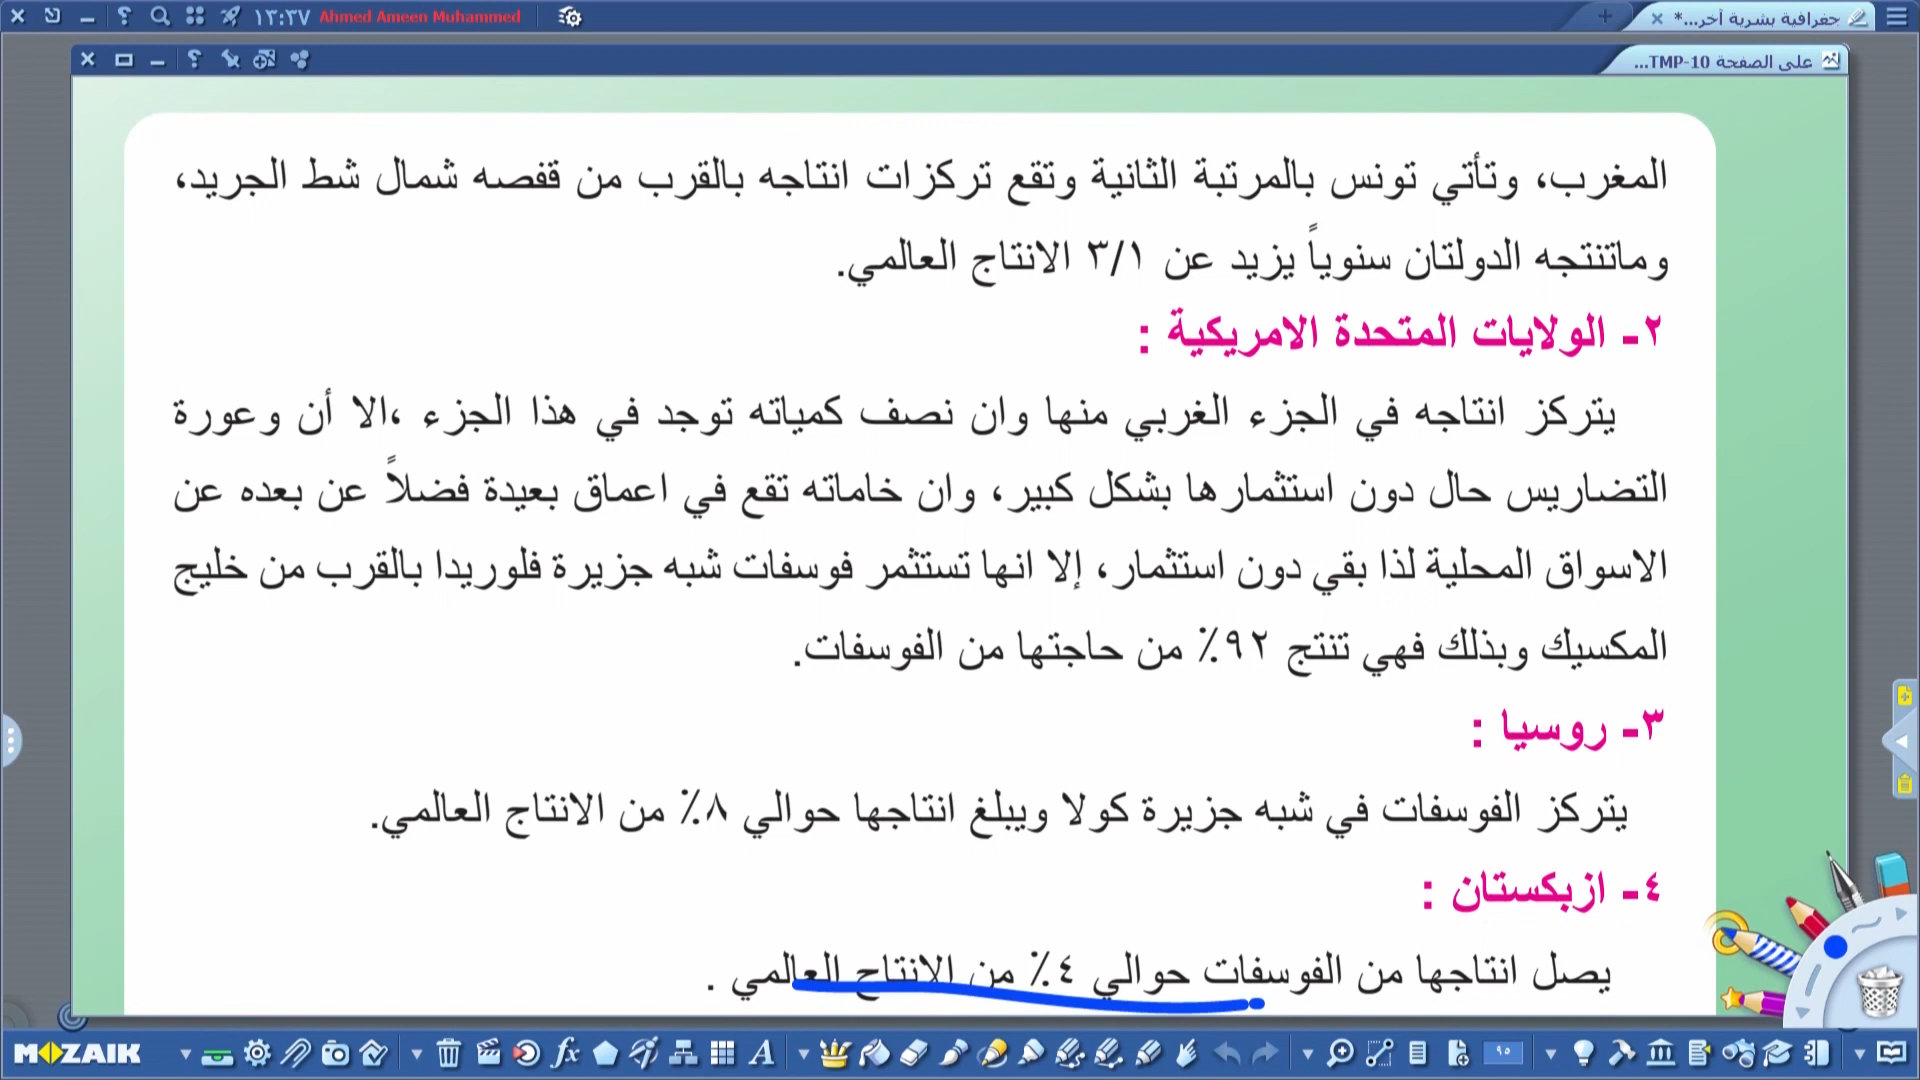 جغرافية بشرية آخر...*
Ahmed Ameen Muhammed
١٣:٣٧
على الصفحة TMP-10...
المغرب، وتأتي تونس بالمرتبة الثانية وتقع تركزات انتاجه بالقرب من قفصه شمال شط الجريد،
وماتنتجه الدولتان سنوياً يزيد عن ٣/١ الانتاج العالمي.
٢- الولايات المتحدة الامريكية :
يتركز انتاجه في الجزء الغربي منها وان نصف كمياته توجد في هذا الجزء ،الا أن وعورة
التضاريس حال دون استثمارها بشكل كبير، وان خاماته تقع في اعماق بعيدة فضلاً عن بعده عن
الاسواق المحلية لذا بقي دون استثمار، إلا انها تستثمر فوسفات شبه جزيرة فلوريدا بالقرب من خليج
المكسيك وبذلك فهي تنتج ٩٢٪ من حاجتها من الفوسفات.
٣- روسيا :
يتركز الفوسفات في شبه جزيرة كولا ويبلغ انتاجها حوالي ٨٪ من الانتاج العالمي.
٤- ازبكستان :
يصل انتاجها من الفوسفات حوالي ٤٪ من الانتاج العالمي .
MOZAIK
٩٥